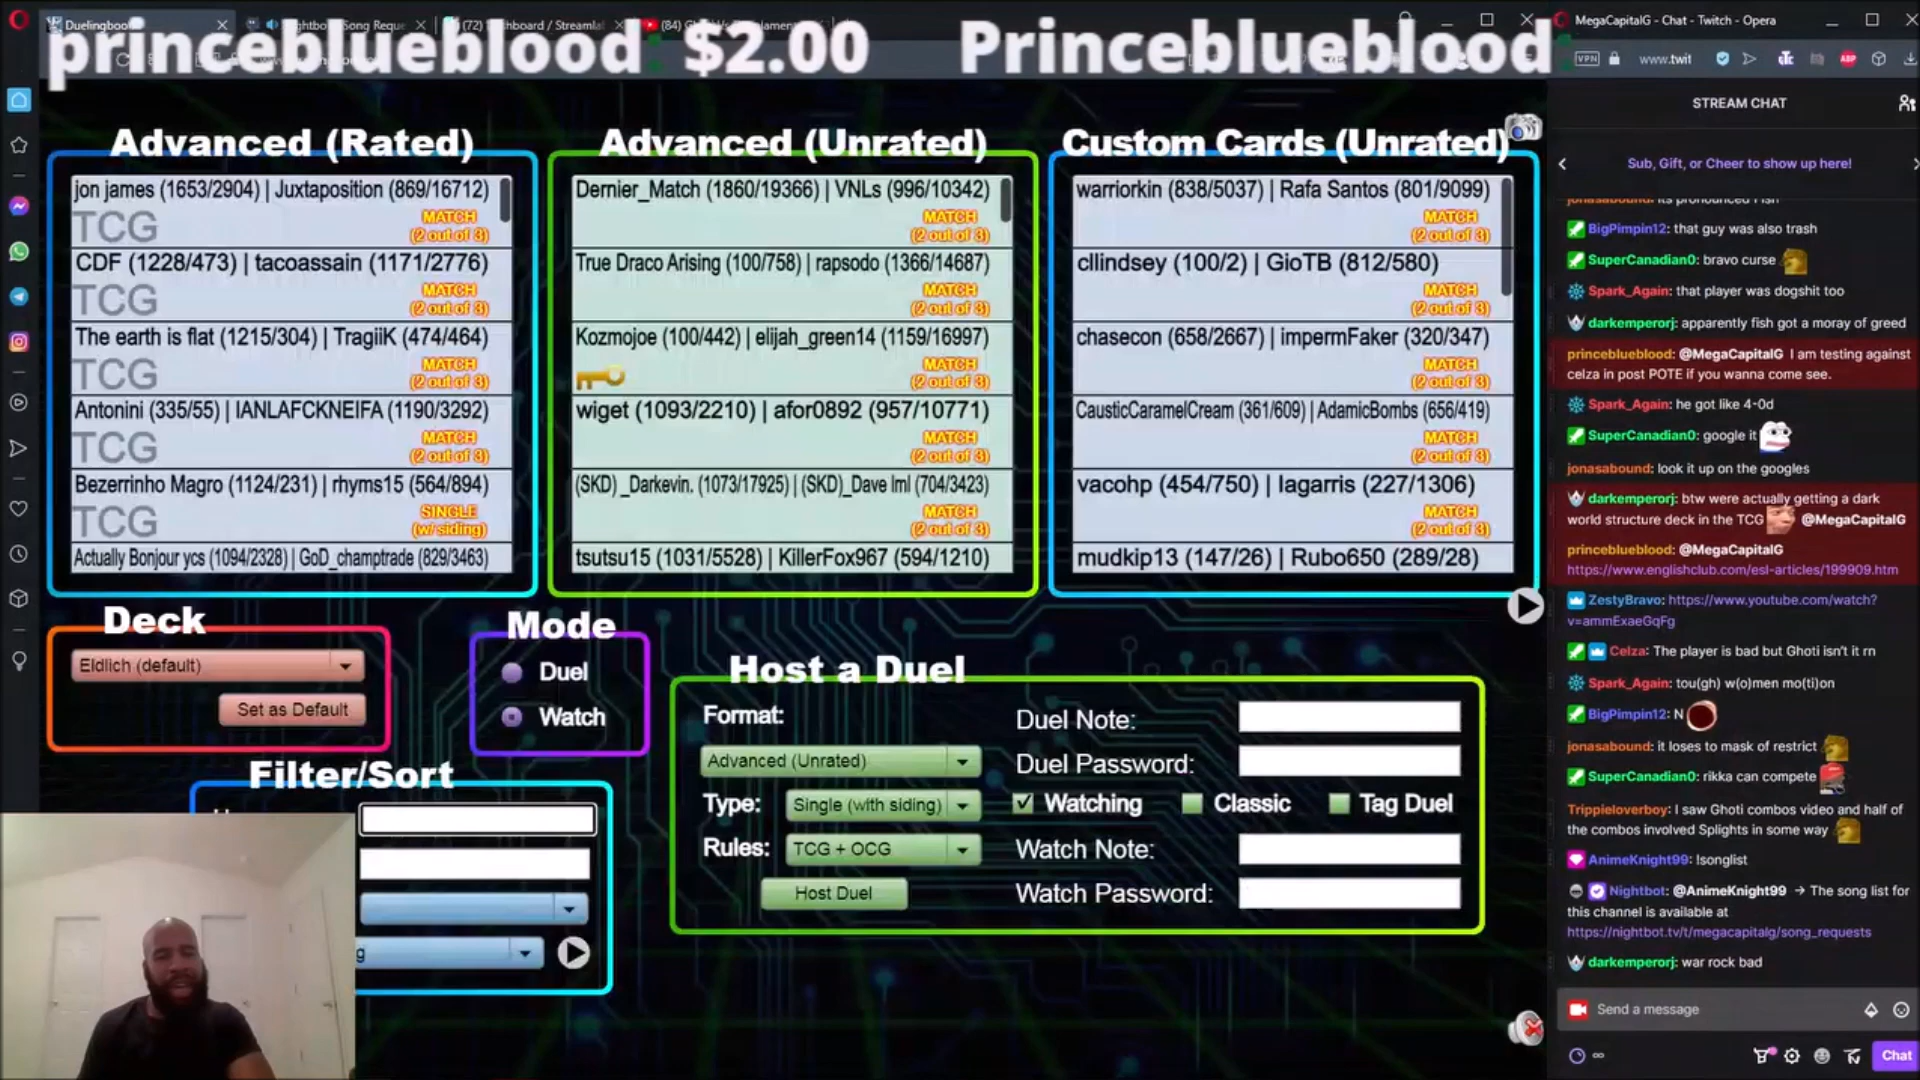 Duelingboo
Nightbot Song Reque
(72) Dashboard / Streamla
MegaCapitalG - Chat - Twitch - Opera
princeblueblood $2.00 Princeblueblood
VPN
www.twit
ABP
STREAM CHAT
Sub, Gift, or Cheer to show up here!
Advanced (Rated)
jon james (1653/2904) | Juxtaposition (869/16712)
TCG
MATCH
(2 out of 3)
CDF (1228/473) | tacoassain (1171/2776)
TCG
MATCH
(2 out of 3)
The earth is flat (1215/304) | TragiiK (474/464)
TCG
MATCH
(2 out of 3)
Antonini (335/55) | IANLAFCKNEIFA (1190/3292)
TCG
MATCH
(2 out of 3)
Bezerrinho Magro (1124/231) | rhyms15 (564/894)
TCG
SINGLE
(w/ siding)
Actually Bonjour ycs (1094/2328) | GoD_champtrade (829/3463)
Advanced (Unrated)
Dernier_Match (1860/19366) | VNLs (996/10342)
MATCH
(2 out of 3)
True Draco Arising (100/758) | rapsodo (1366/14687)
MATCH
(2 out of 3)
Kozmojoe (100/442) | elijah_green14 (1159/16997)
MATCH
(2 out of 3)
wiget (1093/2210) | afor0892 (957/10771)
MATCH
(2 out of 3)
(SKD) _Darkevin. (1073/17925) | (SKD)_Dave Iml (704/3423)
MATCH
(2 out of 3)
tsutsu15 (1031/5528) | KillerFox967 (594/1210)
Custom Cards (Unrated)
warriorkin (838/5037) | Rafa Santos (801/9099)
MATCH
(2 out of 3)
cllindsey (100/2) | GioTB (812/580)
MATCH
(2 out of 3)
chasecon (658/2667) | impermFaker (320/347)
MATCH
(2 out of 3)
CausticCaramelCream (361/609) | AdamicBombs (656/419)
MATCH
(2 out of 3)
vacohp (454/750) | lagarris (227/1306)
MATCH
(2 out of 3)
mudkip13 (147/26) | Rubo650 (289/28)
Deck
Eldlich (default)
Set as Default
Mode
Duel
Watch
Filter/Sort
g
Host a Duel
Format:
Advanced (Unrated)
Type:
Single (with siding)
Rules:
TCG + OCG
Host Duel
Duel Note:
Duel Password:
Watching
Classic
Tag Duel
Watch Note:
Watch Password:
jonasabound: its pronounced fish
BigPimpin12: that guy was also trash
SuperCanadian0: bravo curse
Spark_Again: that player was dogshit too
darkemperorj: apparently fish got a moray of greed
princeblueblood: @MegaCapitalG I am testing against
celza in post POTE if you wanna come see.
Spark_Again: he got like 4-0d
SuperCanadian0: google it
jonasabound: look it up on the googles
darkemperorj: btw were actually getting a dark
world structure deck in the TCG @MegaCapitalG
princeblueblood: @MegaCapitalG
https://www.englishclub.com/esl-articles/199909.htm
ZestyBravo: https://www.youtube.com/watch?
v=ammExaeGqFg
Celza: The player is bad but Ghoti isn't it rn
Spark_Again: tou(gh) w(o)men mo(ti)on
BigPimpin12: N
jonasabound: it loses to mask of restrict
SuperCanadian0: rikka can compete
Trippieloverboy: I saw Ghoti combos video and half of
the combos involved Splights in some way
AnimeKnight99: !songlist
Nightbot: @AnimeKnight99 → The song list for
this channel is available at
https://nightbot.tv/t/megacapitalg/song_requests
darkemperorj: war rock bad
Send a message
Chat